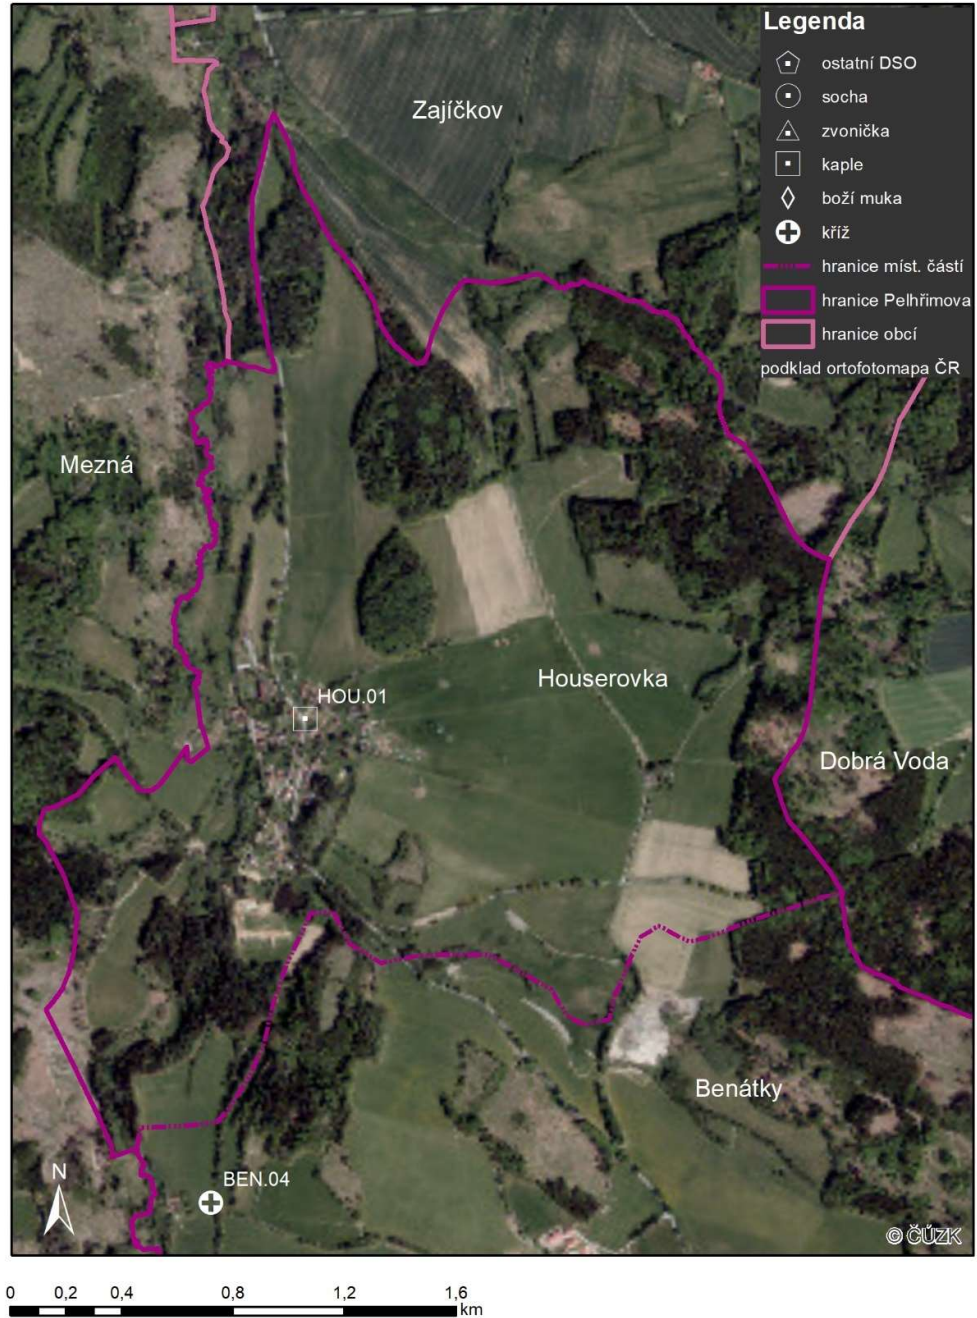 Legenda
ostatní DSO
socha
zvonička
kaple
boží muka
kříž
hranice míst. částí
hranice Pelhřimova
hranice obcí
podklad ortofotomapa ČR
Zajíčkov
Mezná
HOU.01
Houserovka
Dobrá Voda
Benátky
BEN.04
N
© ČÚZK
0 0,2 0,4 0,8 1,2 1,6
km